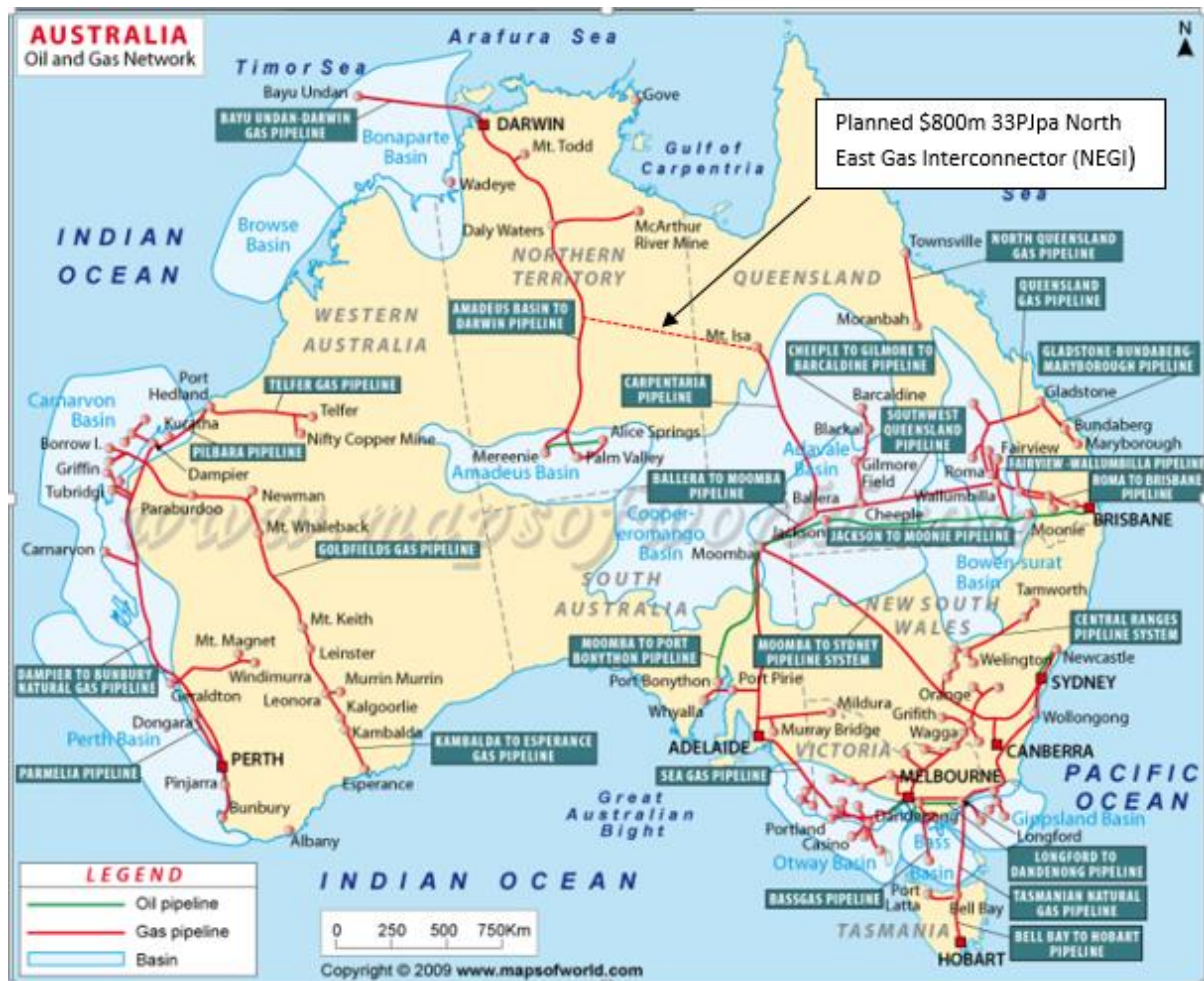 AUSTRALIA
Oil and Gas Network
Arafura Sea
Timor Sea
N
Bayu Undan
BAYU UNDAN-DARWIN
GAS PIPELINE
Bonaparte
Basin
DARWIN
Mt. Todd
Gove
Gulf of
Carpentria
Planned $800m 33PJpa North
East Gas Interconnector (NEGI)
Sea
Wadeye
Browse
Basin
Daly Waters
McArthur
River Mine
INDIAN
OCEAN
NORTHERN
TERRITORY
QUEENSLAND
Townsville
NORTH QUEENSLAND
GAS PIPELINE
QUEENSLAND
GAS PIPELINE
Moranbah
WESTERN
AUSTRALIA
AMADEUS BASIN TO
DARWIN PIPELINE
Mt. Isa
CHEEPLE TO GILMORE TO
BARCALDINE PIPELINE
GLADSTONE-BUNDABERG-
MARYBOROUGH PIPELINE
CARPENTARIA
PIPELINE
Barcaldine
SOUTHWEST
QUEENSLAND
PIPELINE
Gladstone
Bundaberg
Maryborough
Port
Hedland
TELFER GAS PIPELINE
Carnarvon
Basin
Telfer
Nifty Copper Mine
PILBARA PIPELINE
Borrow I.
Griffin
Tubridgi
Dampier
Alice Springs
Mereenie
Palm Valley
Amadeus Basin
Blackal
Adavale
Basin
Gilmore
Field
Fairview
Roma
FAIRVIEW-WALLUMBILLA PIPELINE
ROMA TO BRISBANE
PIPELINE
BALLERA TO MOOMBA
PIPELINE
Ballera
Wallumbilla
Cheeple
BRISBANE
Moonie
Jackson
JACKSON TO MOONIE PIPELINE
Newman
Paraburdoo
Mt. Whaleback
Carnarvon
GOLDFIELDS GAS PIPELINE
Cooper-
eromango
Basin
Moomba
Bowen-surat
Basin
SOUTH
AUSTRALIA
Tamworth
NEW SOUTH
WALES
CENTRAL RANGES
PIPELINE SYSTEM
Mt. Keith
Leinster
Mt. Magnet
Windimurra
Murrin Murrin
Leonora
Kalgoorlie
Kambalda
DAMPIER TO BUNBURY
NATURAL GAS PIPELINE
Geraldton
Dongara
Perth Basin
MOOMBA TO PORT
BONYTHON PIPELINE
MOOMBA TO SYDNEY
PIPELINE SYSTEM
Welington
Newcastle
Port Bonython
Port Pirie
Whyalla
Orange
SYDNEY
Mildura
Griffith
Wagga
Wollongong
PARMELIA PIPELINE
PERTH
KAMBALDA TO ESPERANCE
GAS PIPELINE
Pinjarra
Esperance
Bunbury
Albany
ADELAIDE
Murray Bridge
VICTORIA
CANBERRA
SEA GAS PIPELINE
MELBOURNE
PACIFIC
OCEAN
Great
Australian
Bight
Dandenong
Gippsland Basin
Portland
Casino
Longford
Otway Basin
Bass
Basin
LONGFORD TO
DANDENONG PIPELINE
BASSGAS PIPELINE
Port
Latta
Bell Bay
TASMANIAN NATURAL
GAS PIPELINE
TASMANIA
BELL BAY TO HOBART
PIPELINE
HOBART
INDIAN OCEAN
LEGEND
Oil pipeline
Gas pipeline
Basin
0 250 500 750Km
Copyright © 2009 www.mapsofworld.com